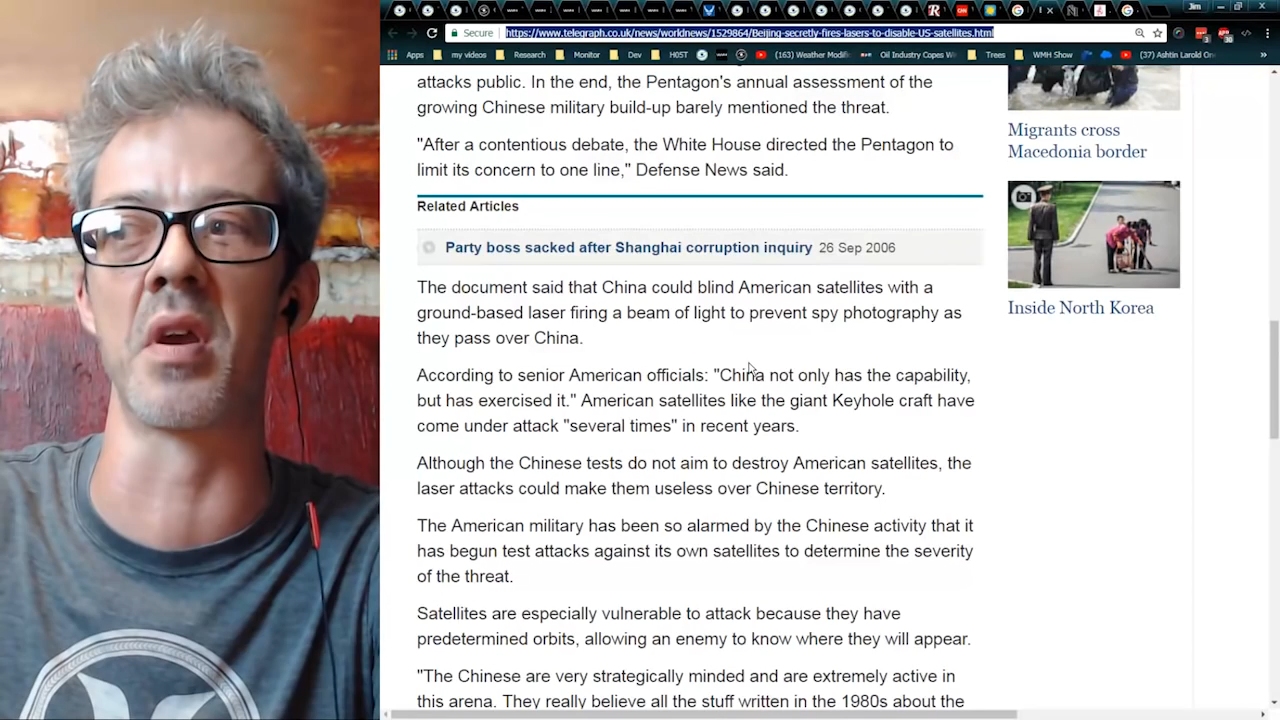 Jim
Secure
https://www.telegraph.co.uk/news/worldnews/1529864/Beijing-secretly-fires-lasers-to-disable-US-satellites.html
Apps
my videos
Research
Monitor
Dev
H05T
(163) Weather Modifi
Oil Industry Copes W
Trees
WMH Show
(37) Ashtin Larold On
attacks public. In the end, the Pentagon's annual assessment of the
growing Chinese military build-up barely mentioned the threat.
"After a contentious debate, the White House directed the Pentagon to
limit its concern to one line," Defense News said.
Related Articles
Party boss sacked after Shanghai corruption inquiry 26 Sep 2006
The document said that China could blind American satellites with a
ground-based laser firing a beam of light to prevent spy photography as
they pass over China.
According to senior American officials: "China not only has the capability,
but has exercised it." American satellites like the giant Keyhole craft have
come under attack "several times" in recent years.
Although the Chinese tests do not aim to destroy American satellites, the
laser attacks could make them useless over Chinese territory.
The American military has been so alarmed by the Chinese activity that it
has begun test attacks against its own satellites to determine the severity
of the threat.
Satellites are especially vulnerable to attack because they have
predetermined orbits, allowing an enemy to know where they will appear.
"The Chinese are very strategically minded and are extremely active in
this arena. They really believe all the stuff written in the 1980s about the
Migrants cross
Macedonia border
Inside North Korea